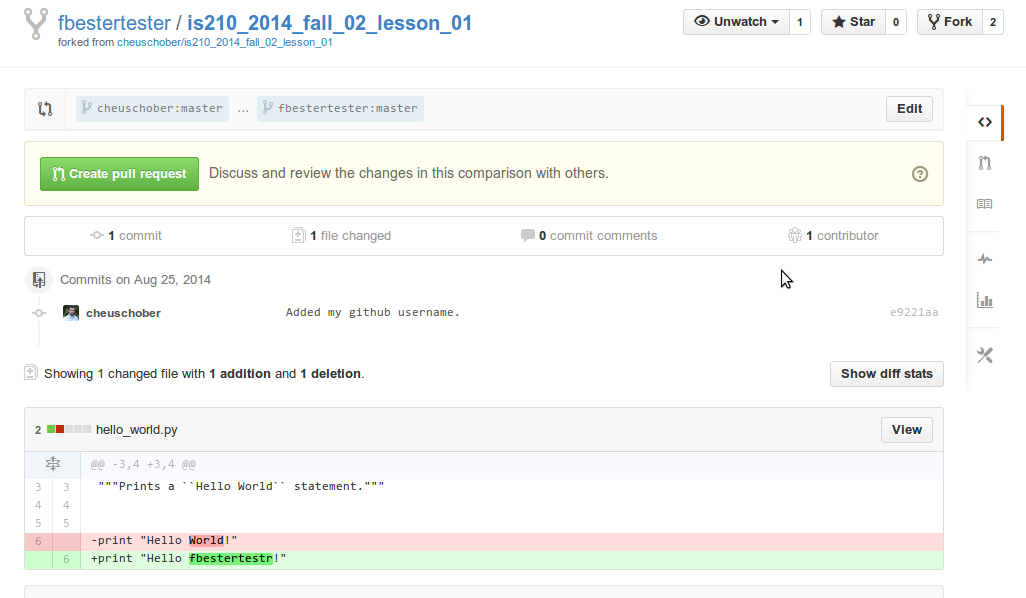 fbestertester / is210_2014_fall_02_lesson_01
Unwatch 1 Star 0 Fork 2
forked from cheuschober/is210_2014_fall_02_lesson_01
cheuschober:master ... fbestertester:master Edit
Create pull request Discuss and review the changes in this comparison with others. ?
1 commit 1 file changed 0 commit comments 1 contributor
Commits on Aug 25, 2014
cheuschober Added my github username. e9221aa
Showing 1 changed file with 1 addition and 1 deletion. Show diff stats
2 hello_world.py View
@@ -3,4 +3,4 @@
3 3 """Prints a ``Hello World`` statement."""
4 4
5 5
6 -print "Hello World!"
6 +print "Hello fbestertestr!"